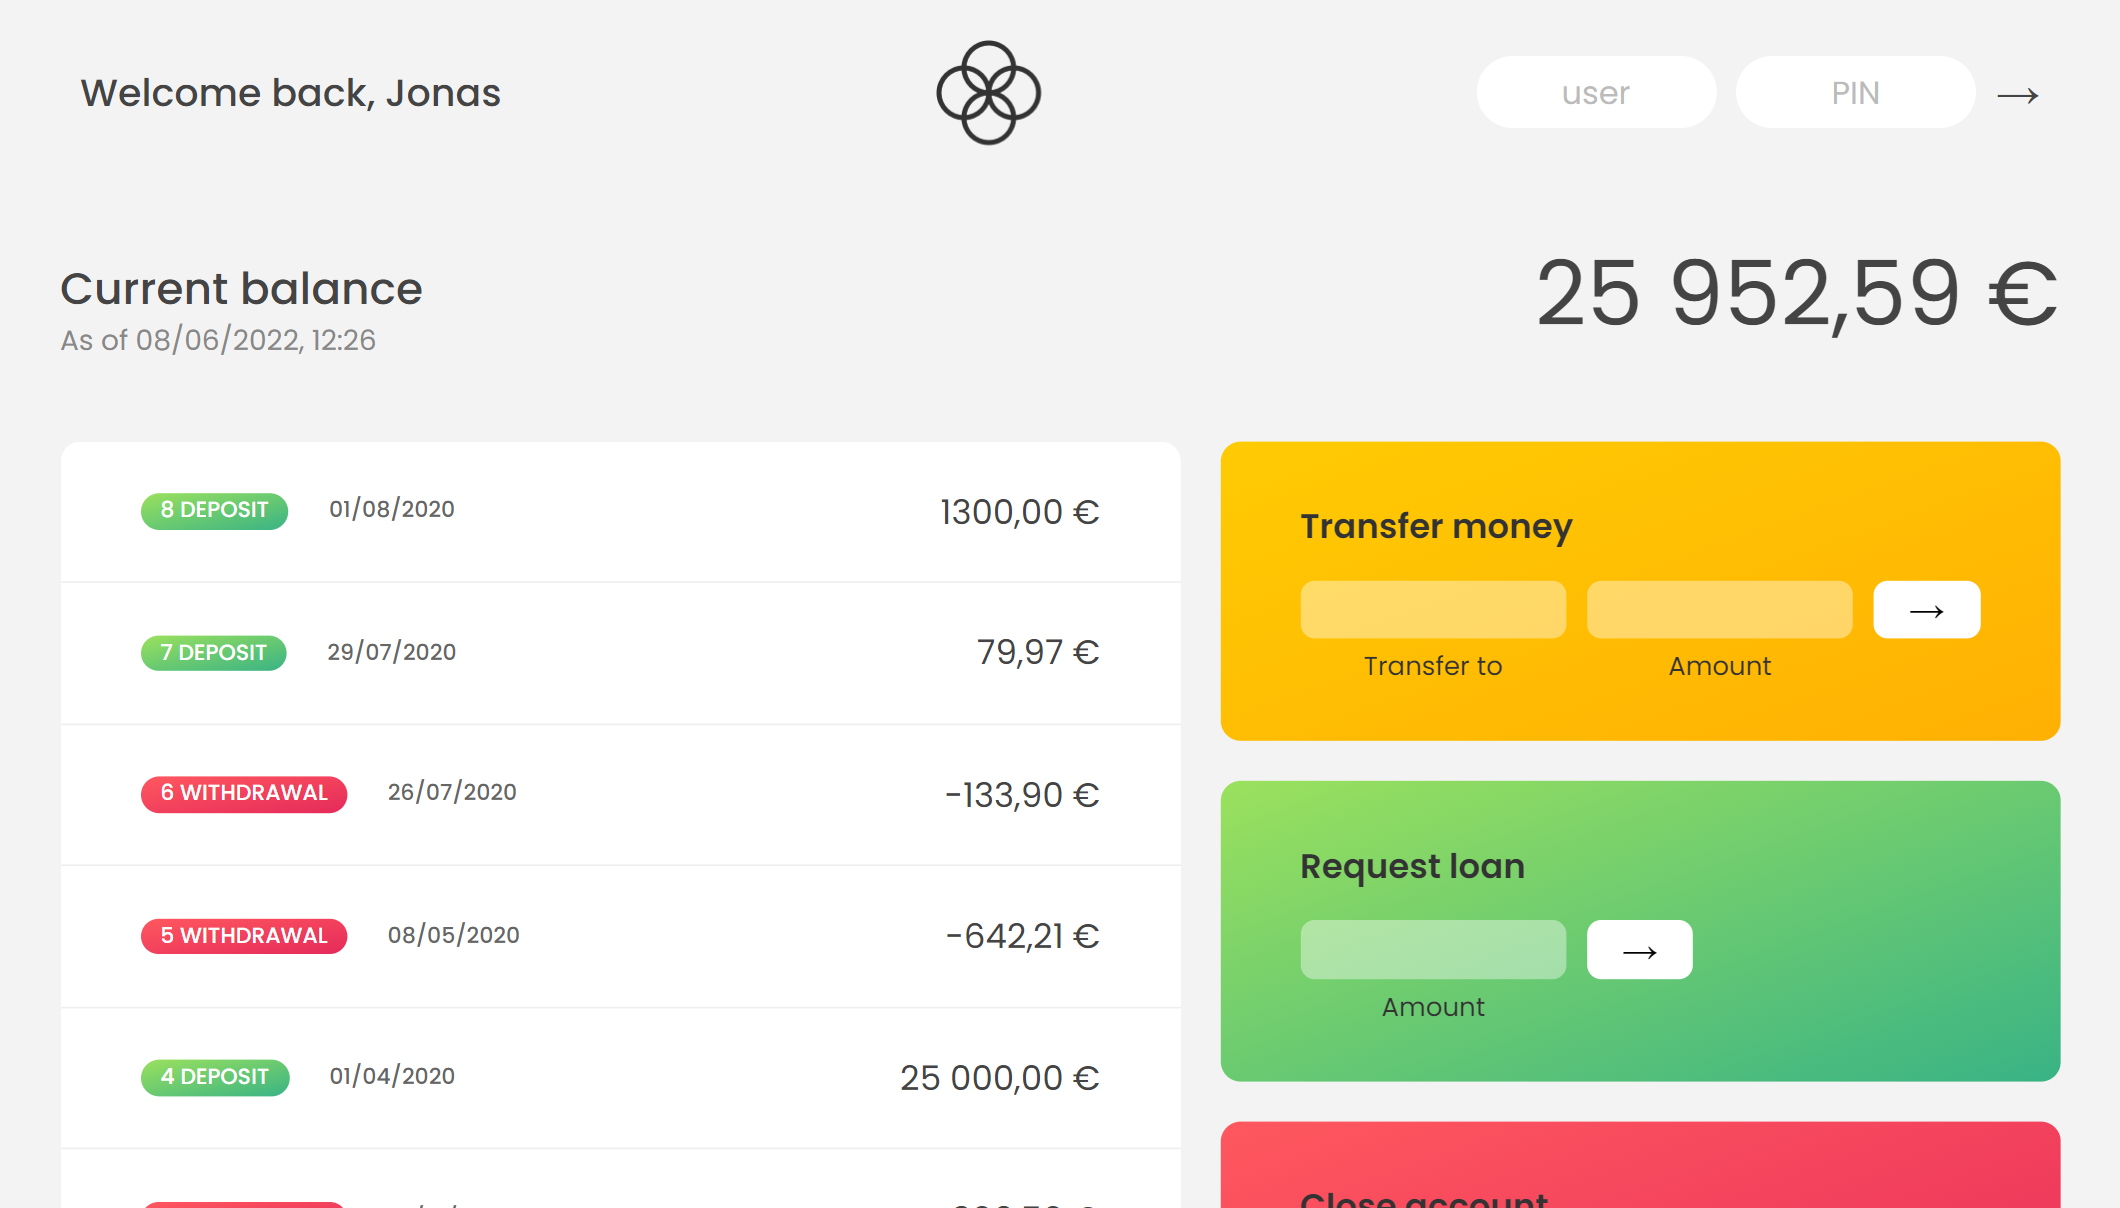 Welcome back, Jonas
user
PIN
→
Current balance
As of 08/06/2022, 12:26
25 952,59 €
8 DEPOSIT 01/08/2020 1300,00 €
7 DEPOSIT 29/07/2020 79,97 €
6 WITHDRAWAL 26/07/2020 -133,90 €
5 WITHDRAWAL 08/05/2020 -642,21 €
4 DEPOSIT 01/04/2020 25 000,00 €
Transfer money
→
Transfer to
Amount
Request loan
→
Amount
Close account